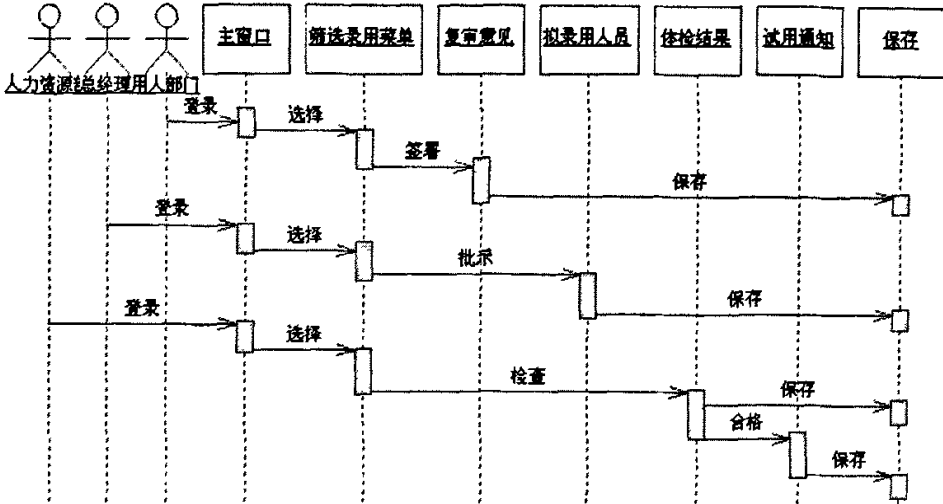 主窗口 筛选录用菜单 复审意见 拟录用人员 体检结果 试用通知 保存
人力资源 总经理 用人部门
登录
选择
签署
保存
登录
选择
批示
保存
登录
选择
检查
保存
合格
保存